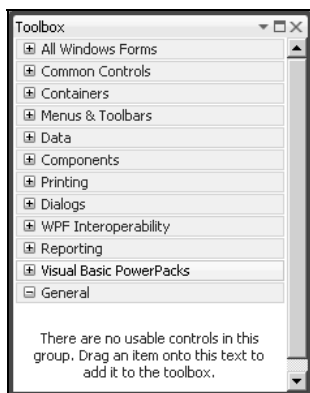 Toolbox
All Windows Forms
Common Controls
Containers
Menus & Toolbars
Data
Components
Printing
Dialogs
WPF Interoperability
Reporting
Visual Basic PowerPacks
General
There are no usable controls in this
group. Drag an item onto this text to
add it to the toolbox.